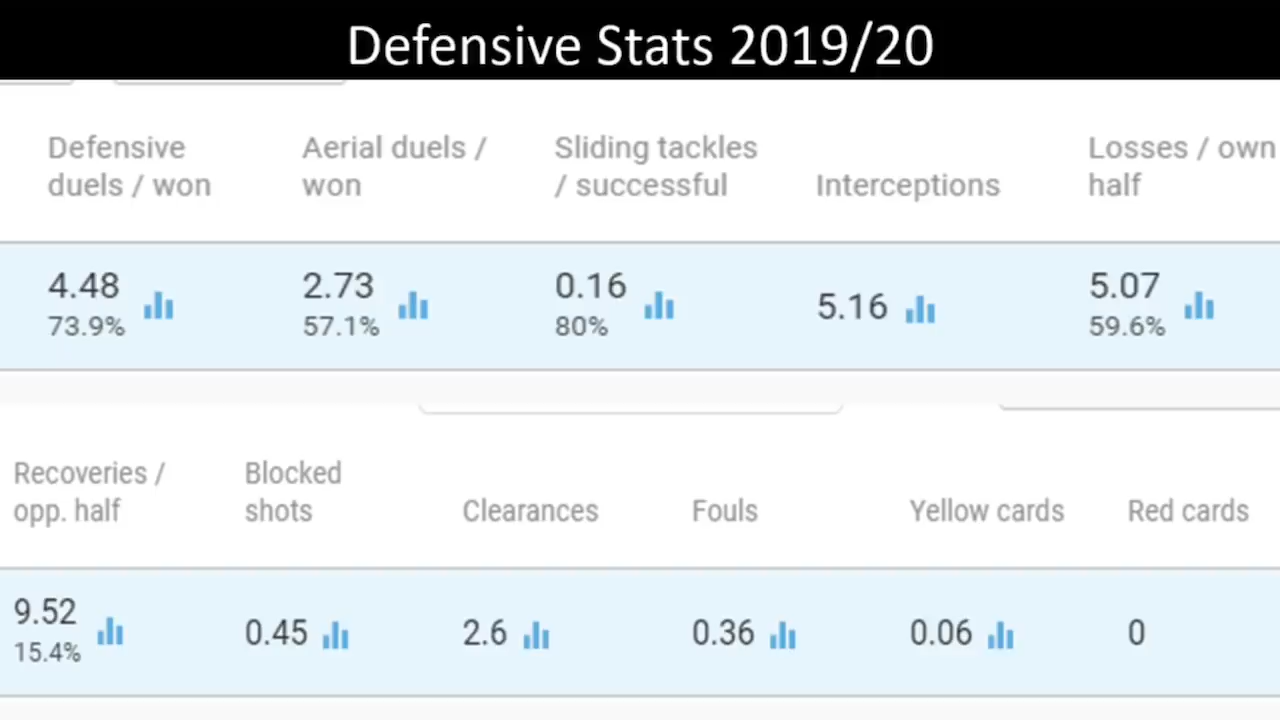 Defensive Stats 2019/20
Defensive
duels / won
Aerial duels /
won
Sliding tackles
/ successful
Interceptions
Losses / own
half
4.48
73.9%
2.73
57.1%
0.16
80%
5.16
5.07
59.6%
Recoveries /
opp. half
Blocked
shots
Clearances
Fouls
Yellow cards
Red cards
9.52
15.4%
0.45
2.6
0.36
0.06
0